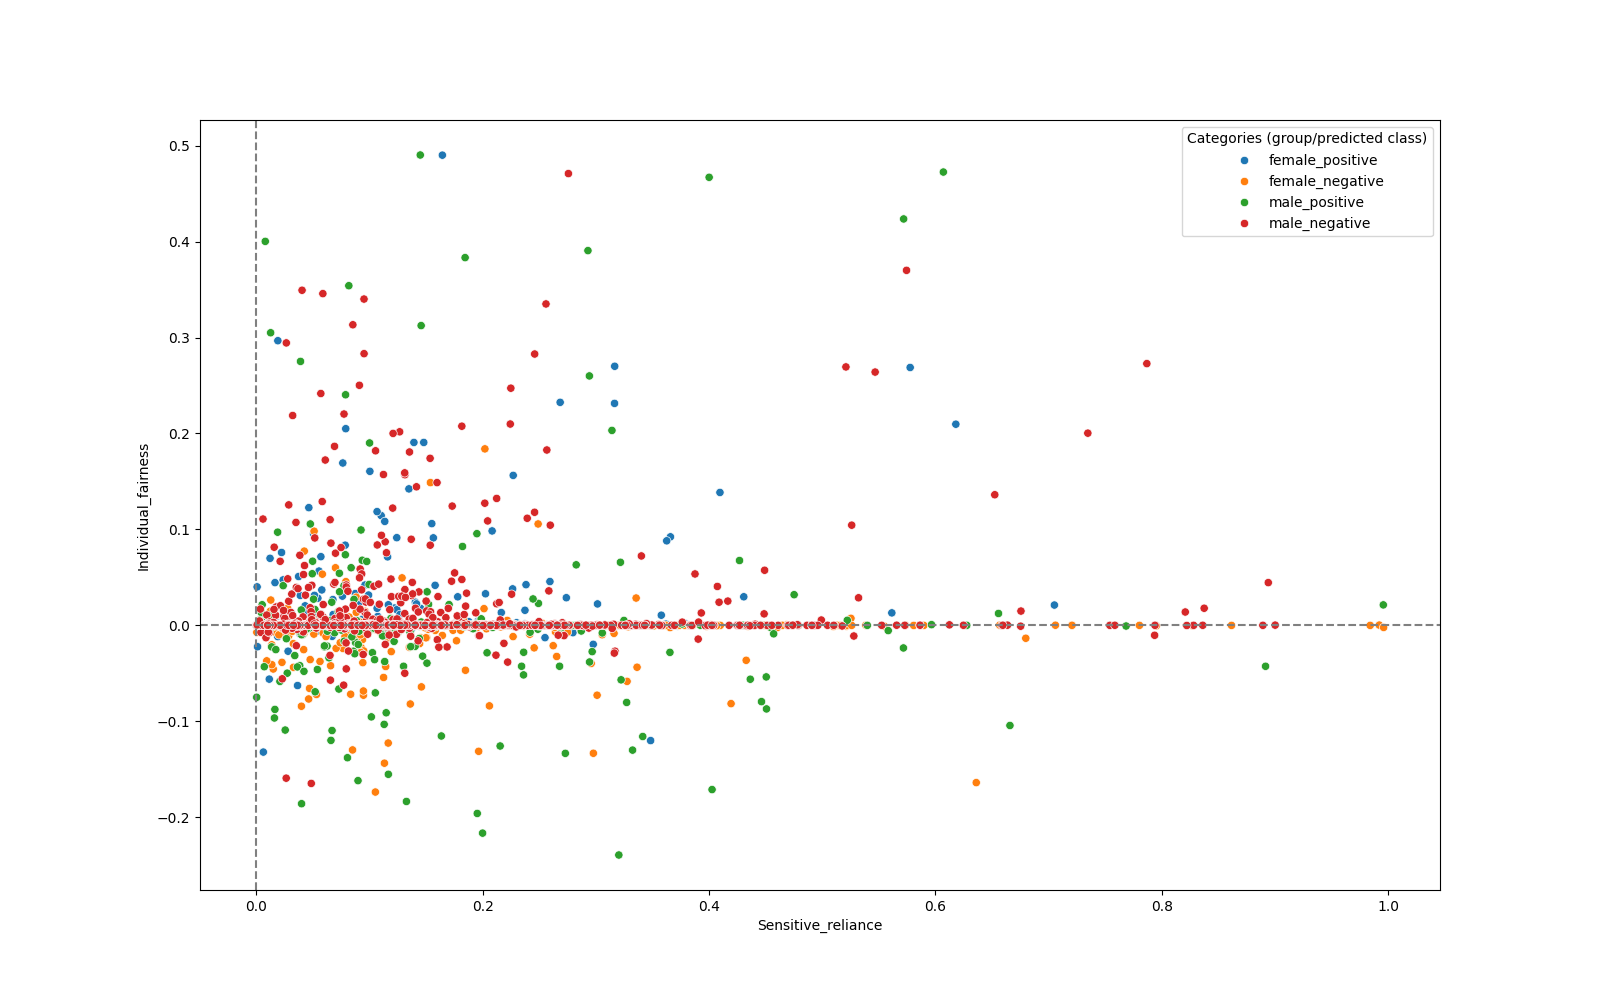 Categories (group/predicted class)
female_positive
female_negative
male_positive
male_negative
0.5
0.4
0.3
0.2
0.1
0.0
−0.1
−0.2
Individual_fairness
0.0 0.2 0.4 0.6 0.8 1.0
Sensitive_reliance